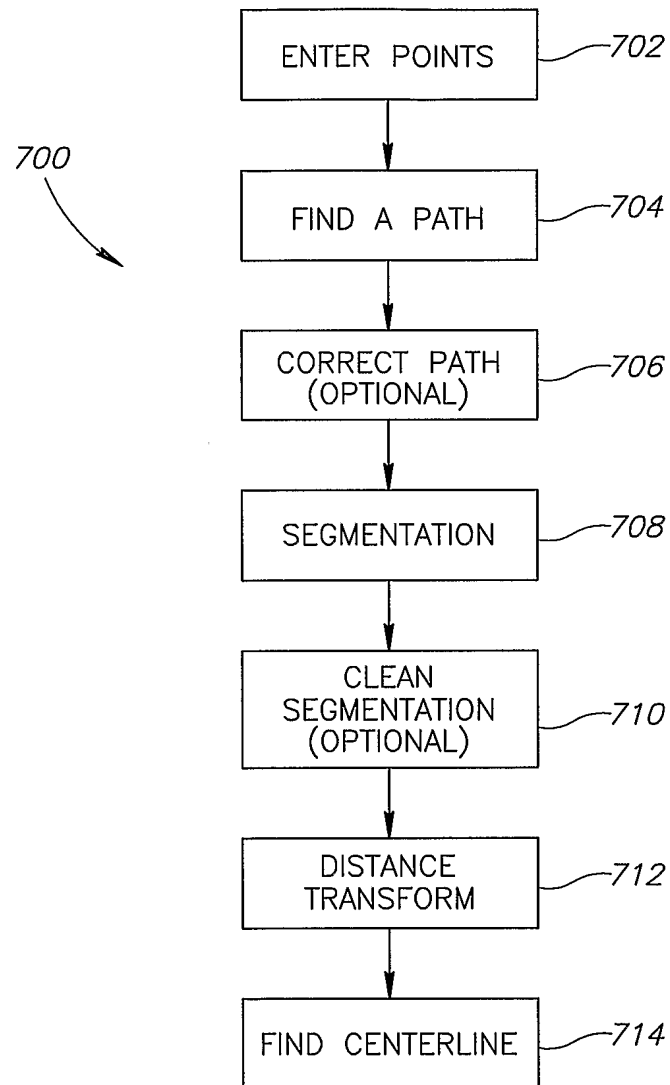 ENTER POINTS
702
700
FIND A PATH
704
CORRECT PATH
(OPTIONAL)
706
SEGMENTATION
708
CLEAN
SEGMENTATION
(OPTIONAL)
710
DISTANCE
TRANSFORM
712
FIND CENTERLINE
714